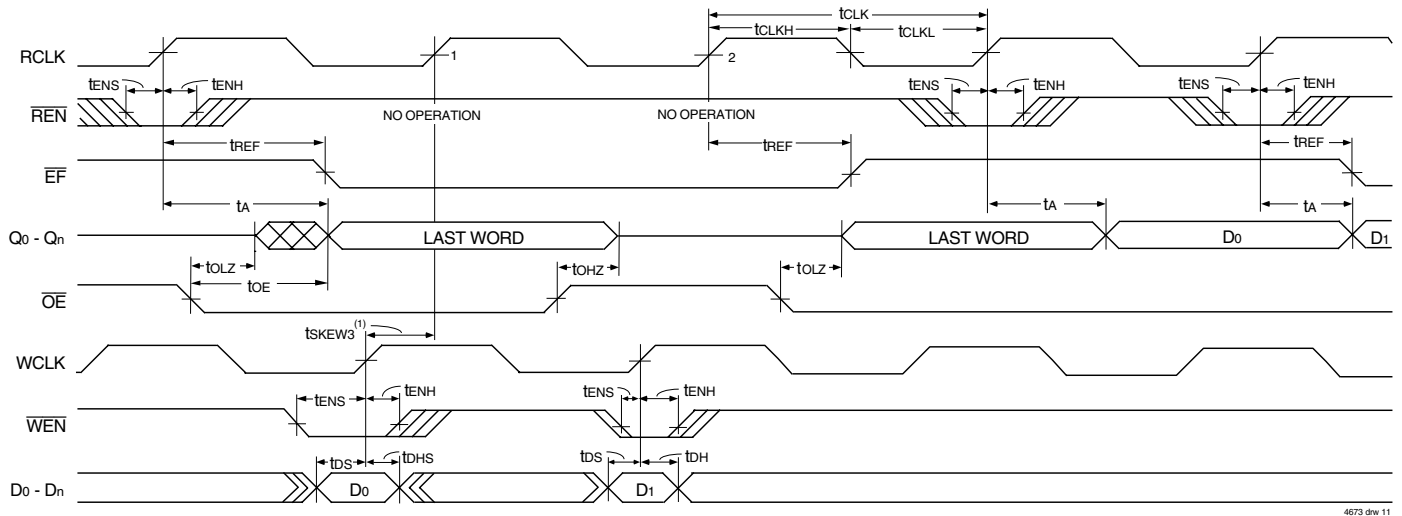 tCLK
tCLKH
tCLKL
RCLK
1
2
tENS
tENH
tENS
tENH
tENS
tENH
REN
NO OPERATION
NO OPERATION
tREF
tREF
tREF
EF
tA
tA
tA
Q0 - Qn
LAST WORD
LAST WORD
D0
D1
tOLZ
tOHZ
tOLZ
tOE
OE
tSKEW3(1)
WCLK
tENS
tENH
tENS
tENH
WEN
tDS
tDHS
tDS
tDH
D0 - Dn
D0
D1
4673 drw 11